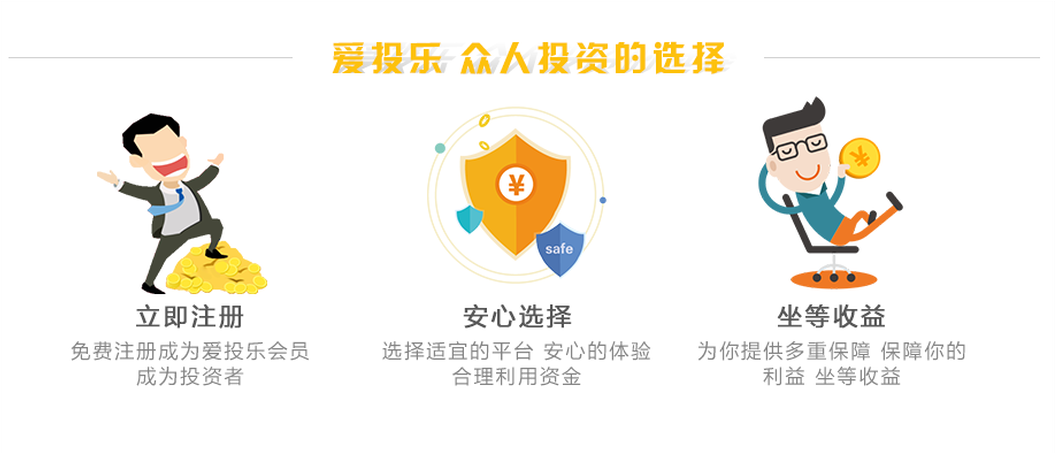 爱投乐 众人投资的选择
¥
safe
¥
立即注册
安心选择
坐等收益
免费注册成为爱投乐会员
成为投资者
选择适宜的平台 安心的体验
合理利用资金
为你提供多重保障 保障你的
利益 坐等收益